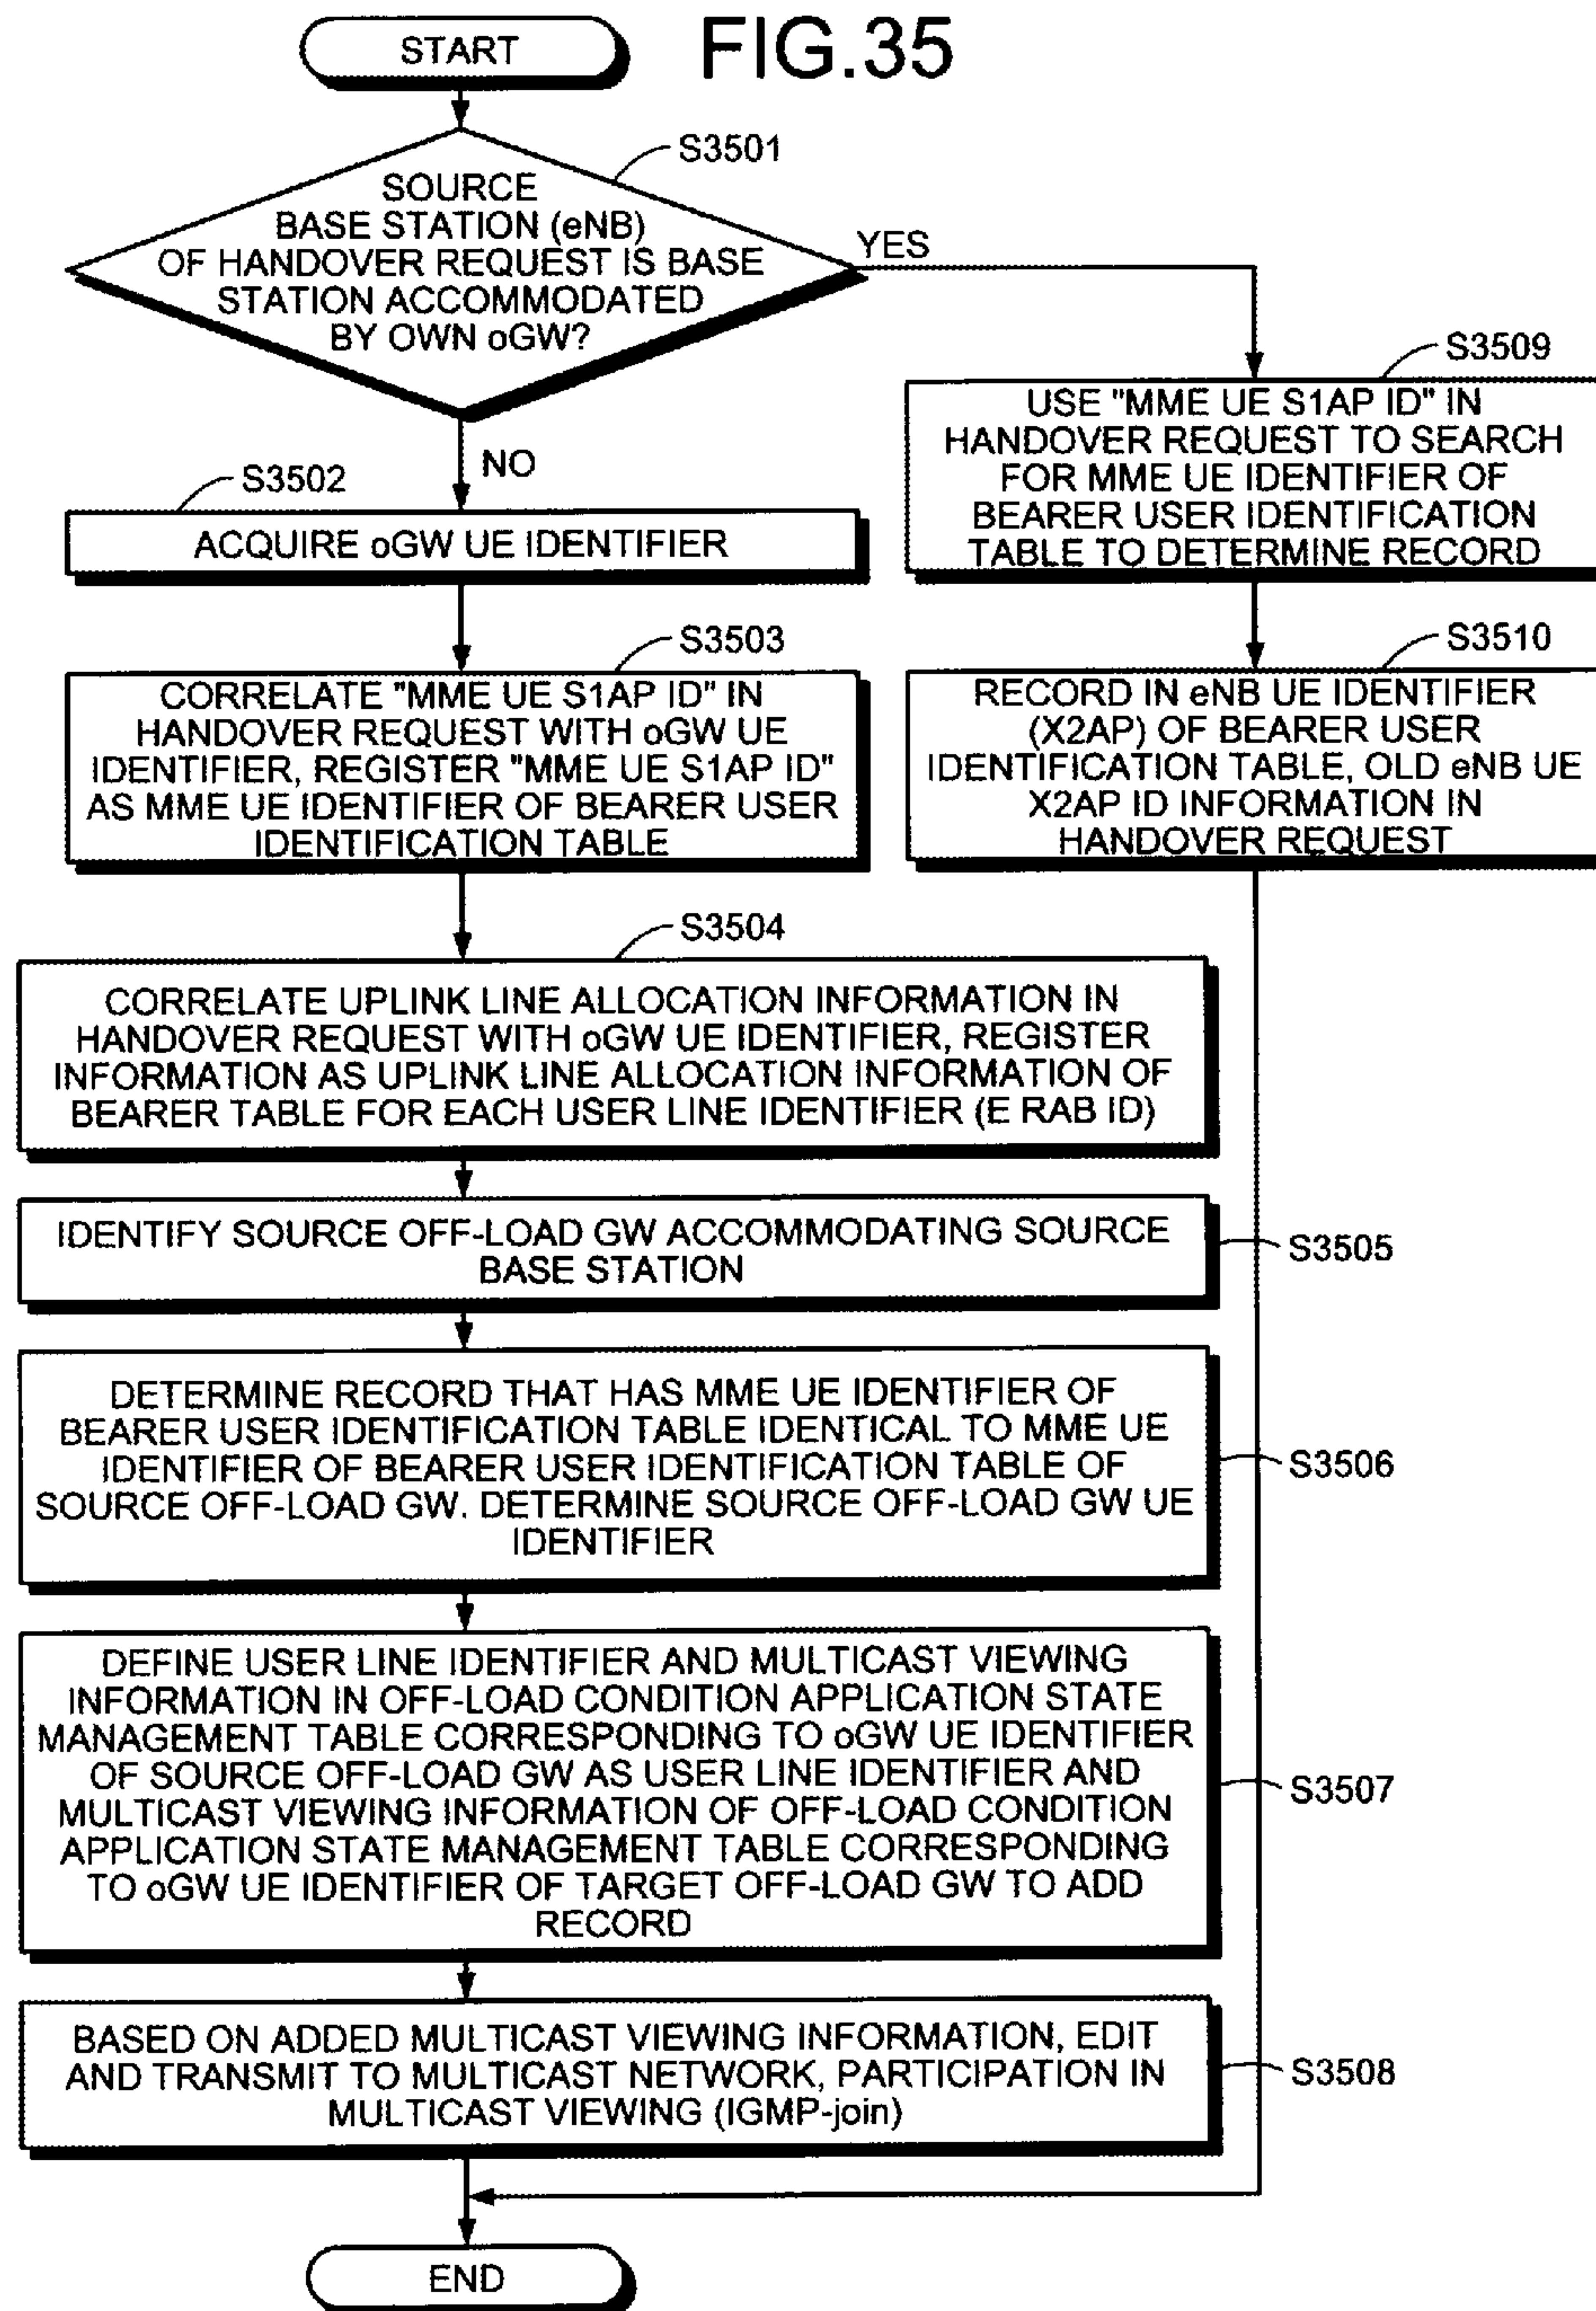 FIG.35
START
S3501
SOURCE
BASE STATION (eNB)
OF HANDOVER REQUEST IS BASE
STATION ACCOMMODATED
BY OWN oGW?
YES
NO
S3502
ACQUIRE oGW UE IDENTIFIER
S3503
CORRELATE "MME UE S1AP ID" IN
HANDOVER REQUEST WITH oGW UE
IDENTIFIER, REGISTER "MME UE S1AP ID"
AS MME UE IDENTIFIER OF BEARER USER
IDENTIFICATION TABLE
S3509
USE "MME UE S1AP ID" IN
HANDOVER REQUEST TO SEARCH
FOR MME UE IDENTIFIER OF
BEARER USER IDENTIFICATION
TABLE TO DETERMINE RECORD
S3510
RECORD IN eNB UE IDENTIFIER
(X2AP) OF BEARER USER
IDENTIFICATION TABLE, OLD eNB UE
X2AP ID INFORMATION IN
HANDOVER REQUEST
S3504
CORRELATE UPLINK LINE ALLOCATION INFORMATION IN
HANDOVER REQUEST WITH oGW UE IDENTIFIER, REGISTER
INFORMATION AS UPLINK LINE ALLOCATION INFORMATION OF
BEARER TABLE FOR EACH USER LINE IDENTIFIER (E RAB ID)
IDENTIFY SOURCE OFF-LOAD GW ACCOMMODATING SOURCE
BASE STATION
S3505
DETERMINE RECORD THAT HAS MME UE IDENTIFIER OF
BEARER USER IDENTIFICATION TABLE IDENTICAL TO MME UE
IDENTIFIER OF BEARER USER IDENTIFICATION TABLE OF
SOURCE OFF-LOAD GW. DETERMINE SOURCE OFF-LOAD GW UE
IDENTIFIER
S3506
DEFINE USER LINE IDENTIFIER AND MULTICAST VIEWING
INFORMATION IN OFF-LOAD CONDITION APPLICATION STATE
MANAGEMENT TABLE CORRESPONDING TO oGW UE IDENTIFIER
OF SOURCE OFF-LOAD GW AS USER LINE IDENTIFIER AND
MULTICAST VIEWING INFORMATION OF OFF-LOAD CONDITION
APPLICATION STATE MANAGEMENT TABLE CORRESPONDING
TO oGW UE IDENTIFIER OF TARGET OFF-LOAD GW TO ADD
RECORD
S3507
BASED ON ADDED MULTICAST VIEWING INFORMATION, EDIT
AND TRANSMIT TO MULTICAST NETWORK, PARTICIPATION IN
MULTICAST VIEWING (IGMP-join)
S3508
END